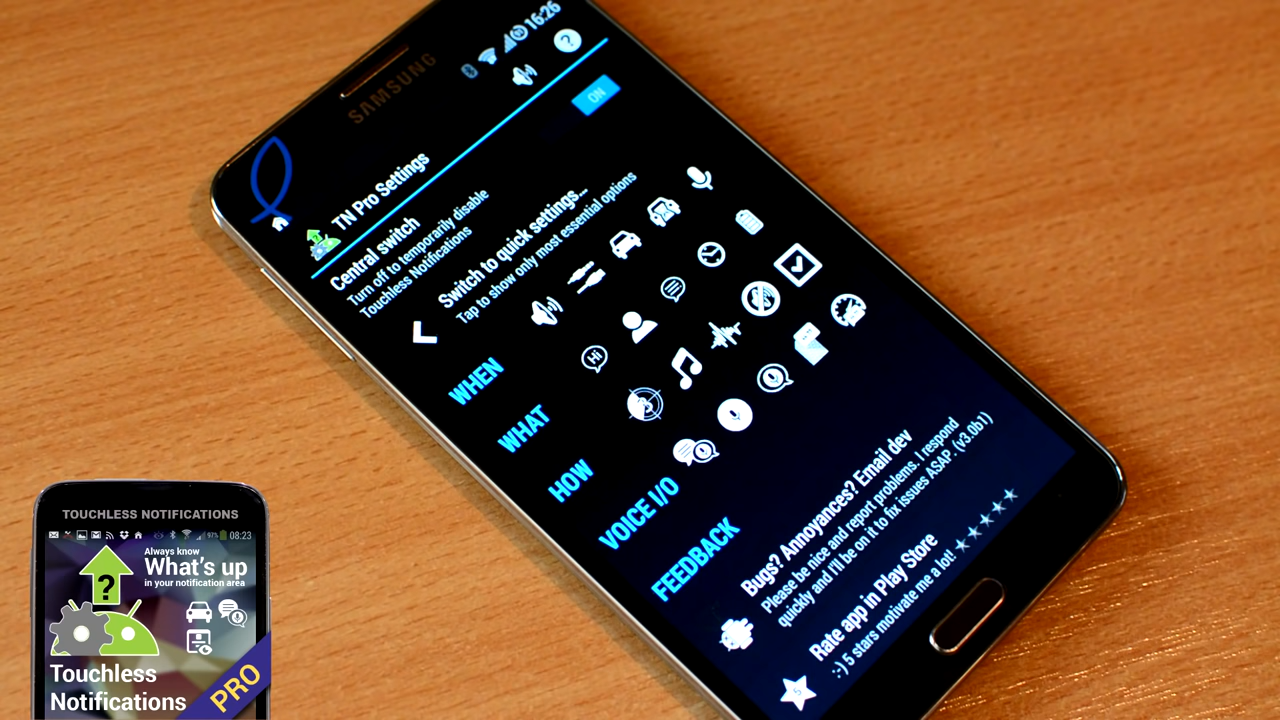 SAMSUNG
16:26
ON
TN Pro Settings
Central switch
Turn off to temporarily disable
Touchless Notifications
Switch to quick settings...
Tap to show only most essential options
WHEN
WHAT
Hi
HOW
VOICE I/O
FEEDBACK
Bugs? Annoyances? Email dev
Please be nice and report problems. I respond
quickly and I'll be on it to fix issues ASAP. (v3.0b1)
Rate app in Play Store
:-) 5 stars motivate me a lot! ★★★★★
5
TOUCHLESS NOTIFICATIONS
97% 08:23
Always know
What's up
in your notification area
?
Touchless
Notifications
PRO